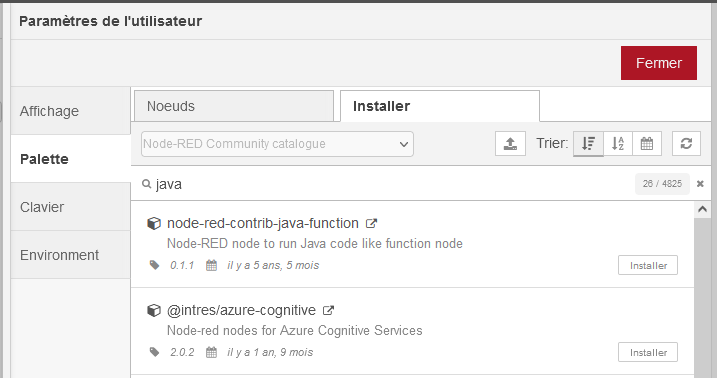 Paramètres de l'utilisateur
Fermer
Affichage
Noeuds
Installer
Node-RED Community catalogue
Trier:
A
Z
Palette
java
26 / 4825
Clavier
node-red-contrib-java-function
Node-RED node to run Java code like function node
Environment
0.1.1
il y a 5 ans, 5 mois
Installer
@intres/azure-cognitive
Node-red nodes for Azure Cognitive Services
2.0.2
il y a 1 an, 9 mois
Installer